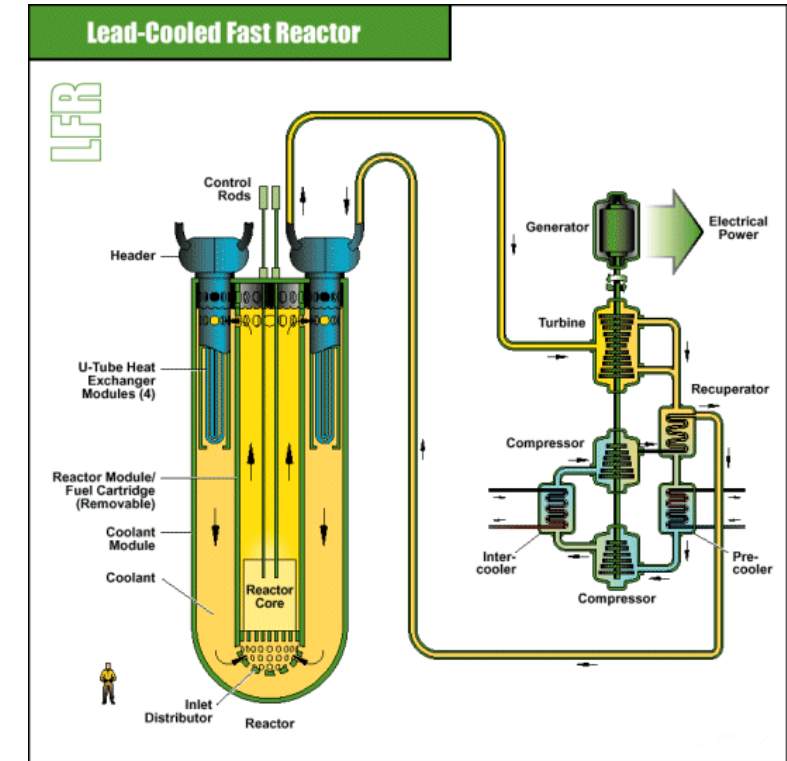 Lead-Cooled Fast Reactor
LFR
Control
Rods
Header
U-Tube Heat
Exchanger
Modules (4)
Reactor Module/
Fuel Cartridge
(Removable)
Coolant
Module
Coolant
Reactor
Core
Inlet
Distributor
Reactor
Generator
Electrical
Power
Turbine
Recuperator
Compressor
Inter-
cooler
Pre-
cooler
Compressor